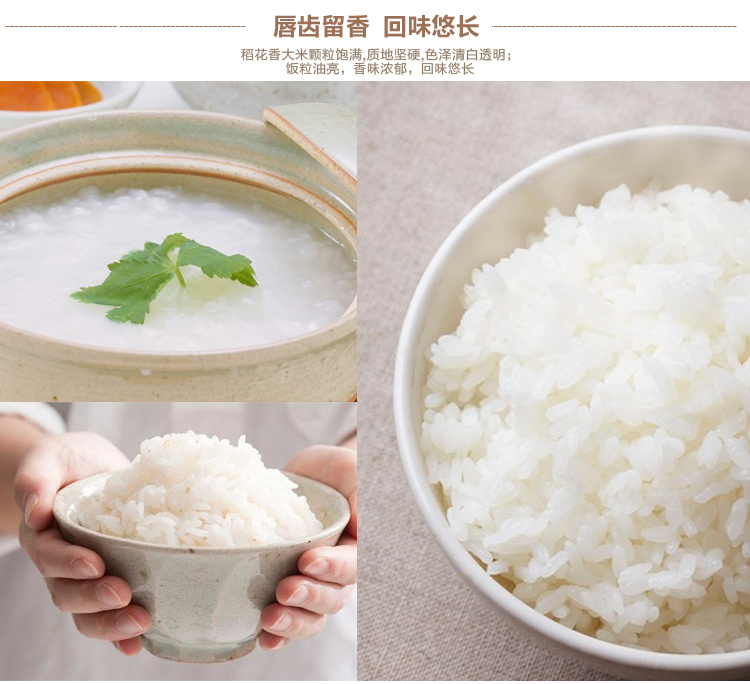 唇齿留香 回味悠长
稻花香大米颗粒饱满,质地坚硬,色泽清白透明；
饭粒油亮，香味浓郁，回味悠长